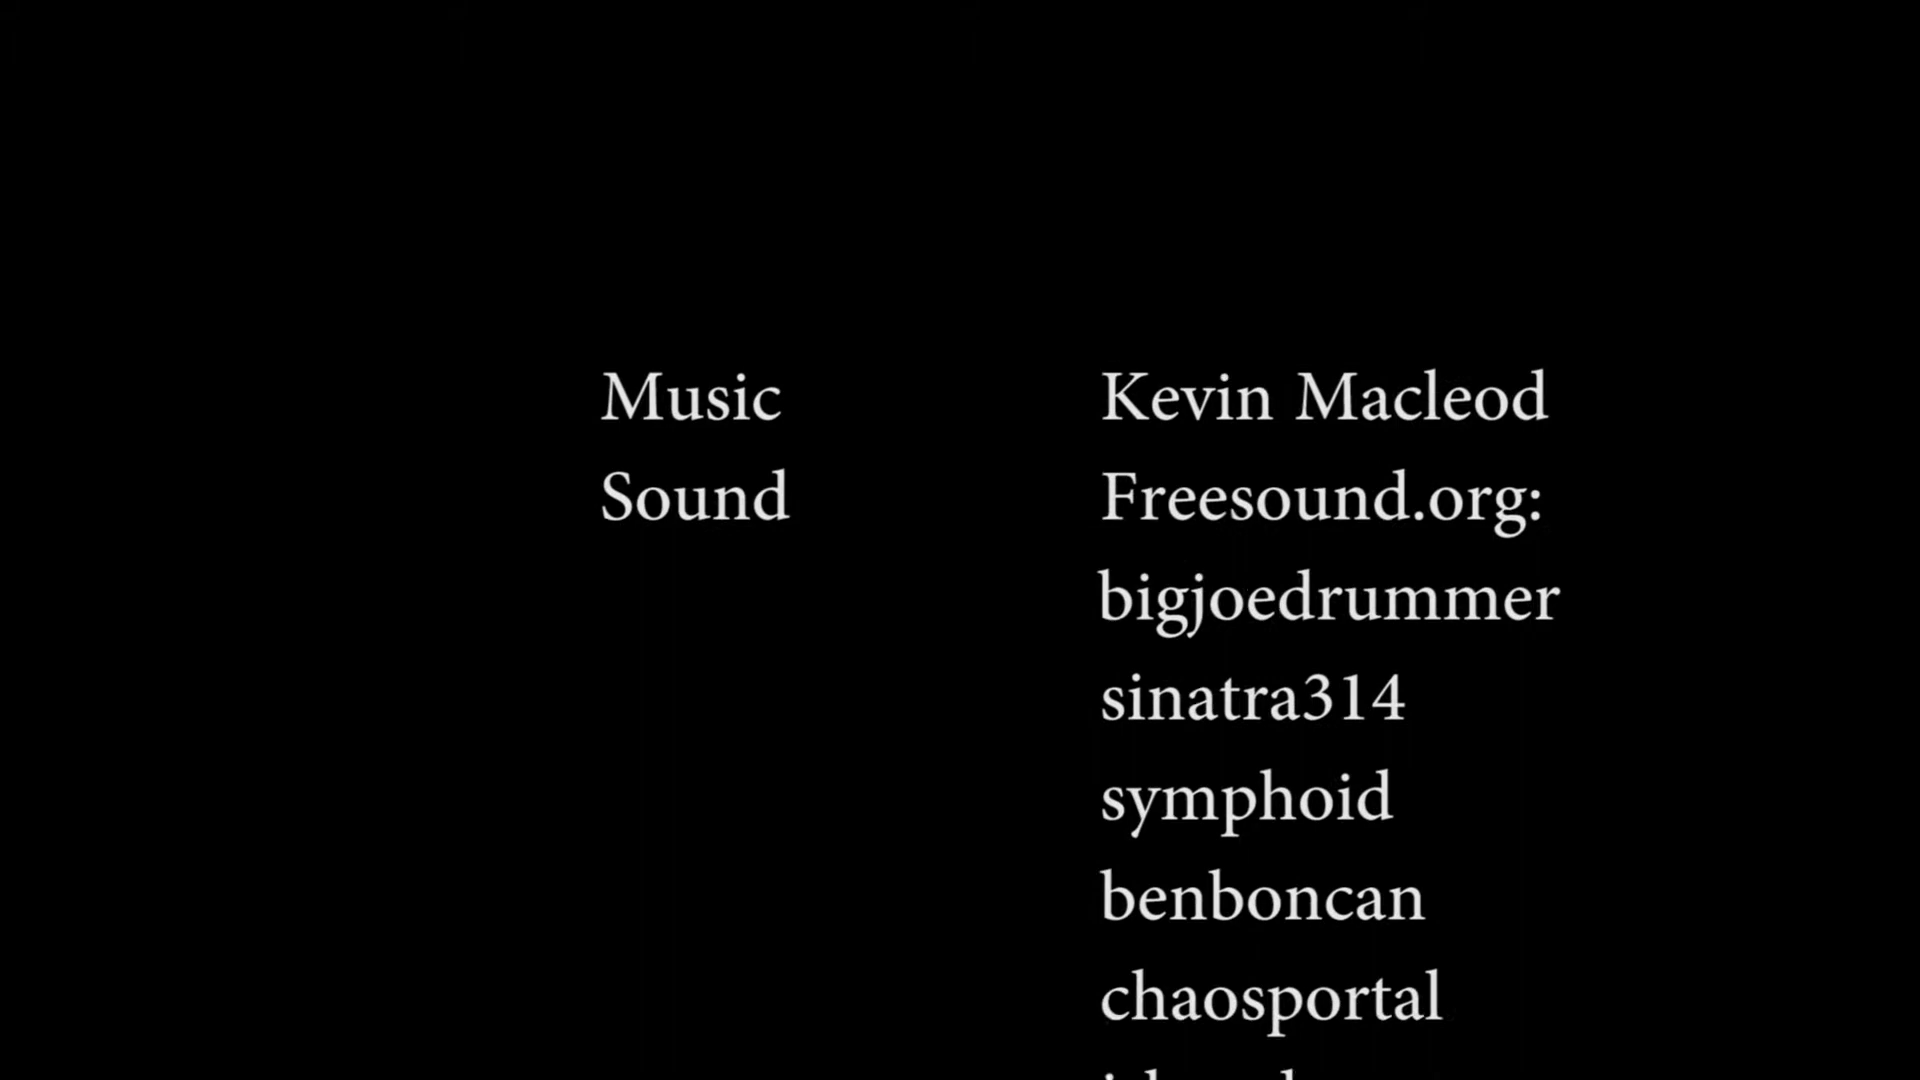 Music Kevin Macleod
Sound Freesound.org:
bigjoedrummer
sinatra314
symphoid
benboncan
chaosportal